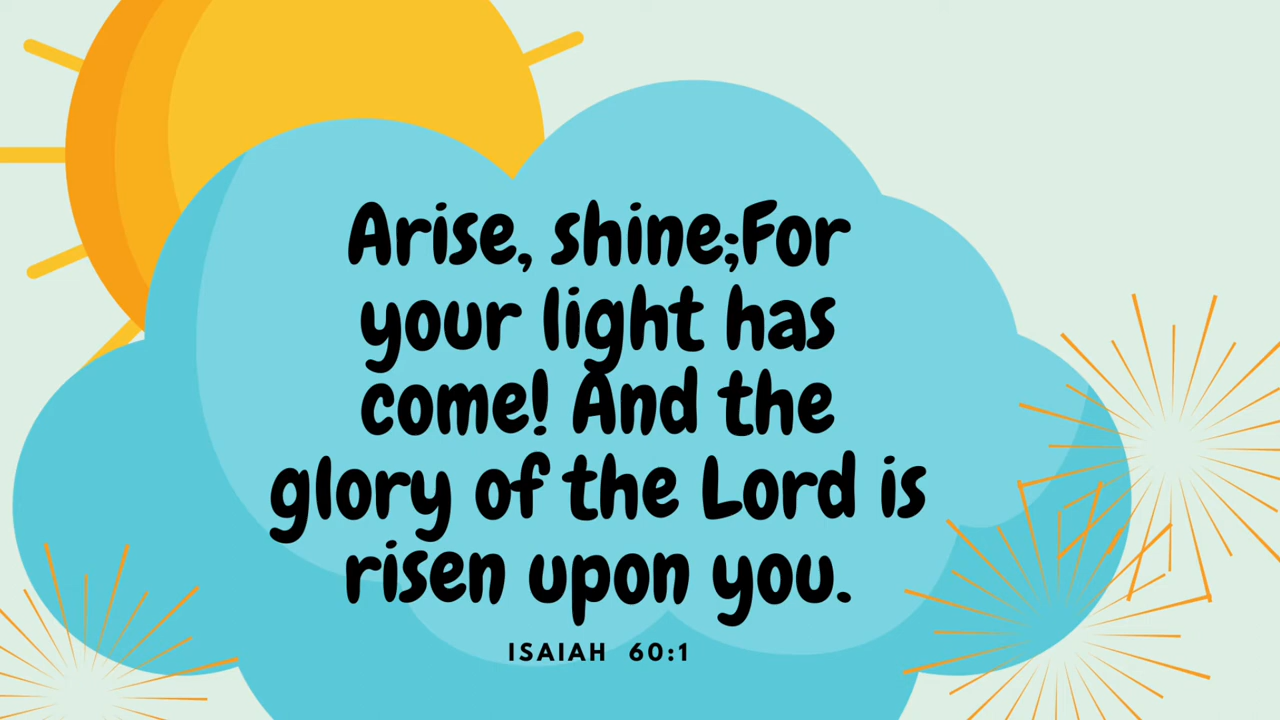 Arise, shine;For
your light has
come! And the
glory of the Lord is
risen upon you.
ISAIAH 60:1